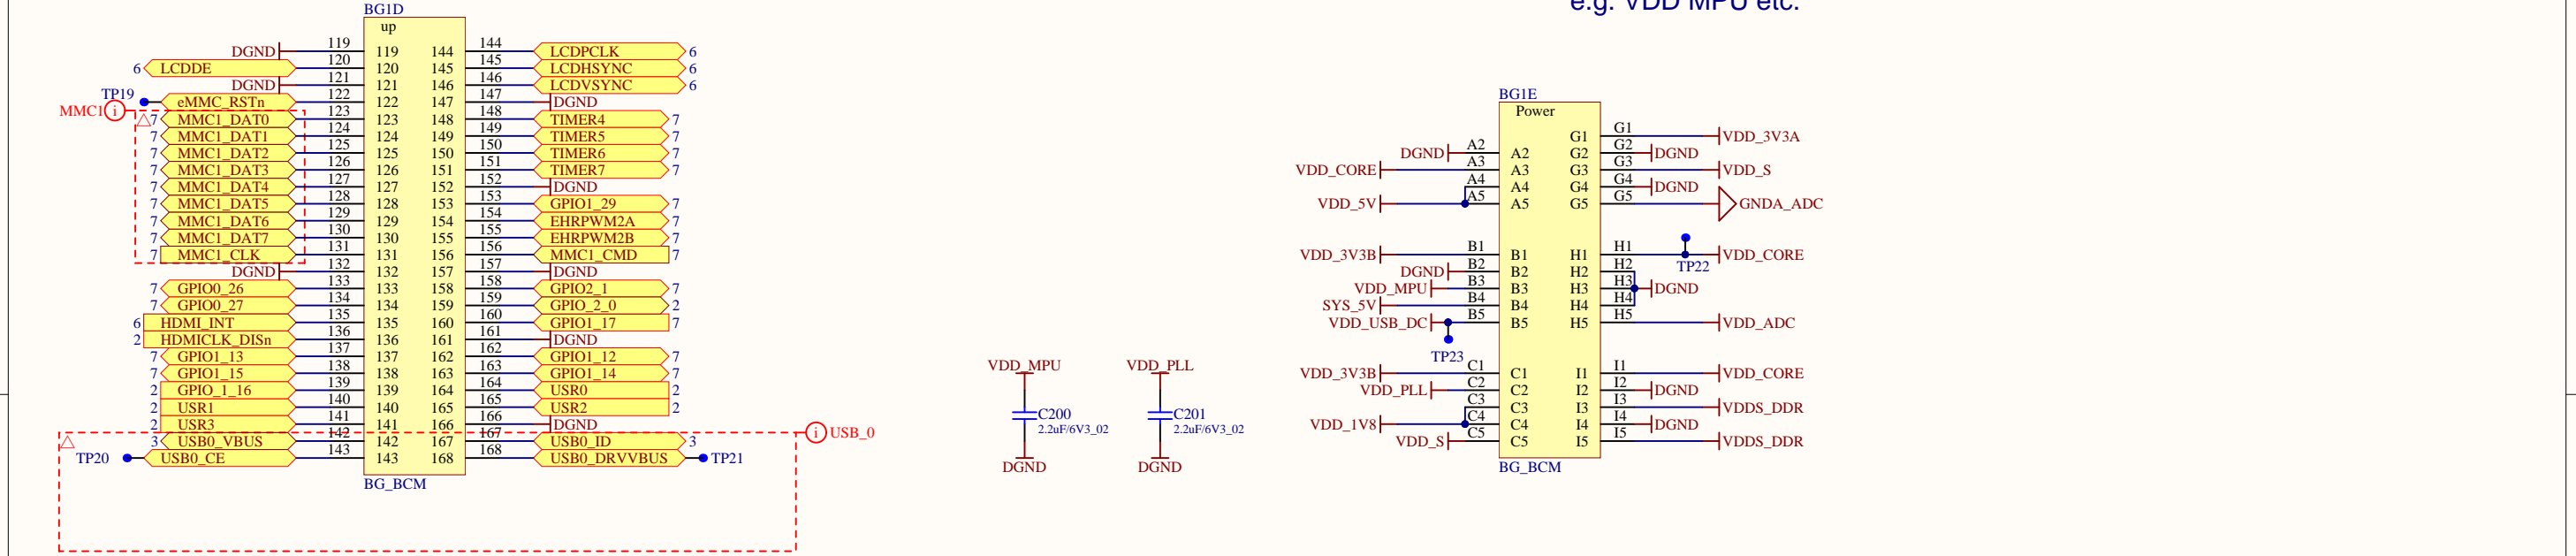 e.g. VDD MPU etc.
BG1D
up
DGND 119 119 144 144 LCDPCLK 6
6 LCDDE 120 120 145 145 LCDHSYNC 6
DGND 121 121 146 146 LCDVSYNC 6
TP19 eMMC_RSTn 122 122 147 147 DGND
MMC1 i
7 MMC1_DAT0 123 123 148 148 TIMER4 7
7 MMC1_DAT1 124 124 149 149 TIMER5 7
7 MMC1_DAT2 125 125 150 150 TIMER6 7
7 MMC1_DAT3 126 126 151 151 TIMER7 7
7 MMC1_DAT4 127 127 152 152 DGND
7 MMC1_DAT5 128 128 153 153 GPIO1_29 7
7 MMC1_DAT6 129 129 154 154 EHRPWM2A 7
7 MMC1_DAT7 130 130 155 155 EHRPWM2B 7
7 MMC1_CLK 131 131 156 156 MMC1_CMD 7
DGND 132 132 157 157 DGND
7 GPIO0_26 133 133 158 158 GPIO2_1 7
7 GPIO0_27 134 134 159 159 GPIO_2_0 2
6 HDMI_INT 135 135 160 160 GPIO1_17 7
2 HDMICLK_DISn 136 136 161 161 DGND
7 GPIO1_13 137 137 162 162 GPIO1_12 7
7 GPIO1_15 138 138 163 163 GPIO1_14 7
2 GPIO_1_16 139 139 164 164 USR0 2
2 USR1 140 140 165 165 USR2 2
2 USR3 141 141 166 166 DGND
i USB_0
3 USB0_VBUS 142 142 167 167 USB0_ID 3
TP20 USB0_CE 143 143 168 168 USB0_DRVVBUS TP21
BG_BCM
VDD_MPU
C200
2.2uF/6V3_02
DGND
VDD_PLL
C201
2.2uF/6V3_02
DGND
BG1E
Power
G1 G1 VDD_3V3A
DGND A2 A2 G2 G2 DGND
VDD_CORE A3 A3 G3 G3 VDD_S
A4 A4 G4 G4 DGND
VDD_5V A5 A5 G5 G5 GNDA_ADC
VDD_3V3B B1 B1 H1 H1 TP22 VDD_CORE
DGND B2 B2 H2 H2
VDD_MPU B3 B3 H3 H3 DGND
SYS_5V B4 B4 H4 H4
VDD_USB_DC B5 B5 H5 H5 VDD_ADC
TP23
VDD_3V3B C1 C1 I1 I1 VDD_CORE
VDD_PLL C2 C2 I2 I2 DGND
C3 C3 I3 I3 VDDS_DDR
VDD_1V8 C4 C4 I4 I4 DGND
VDD_S C5 C5 I5 I5 VDDS_DDR
BG_BCM